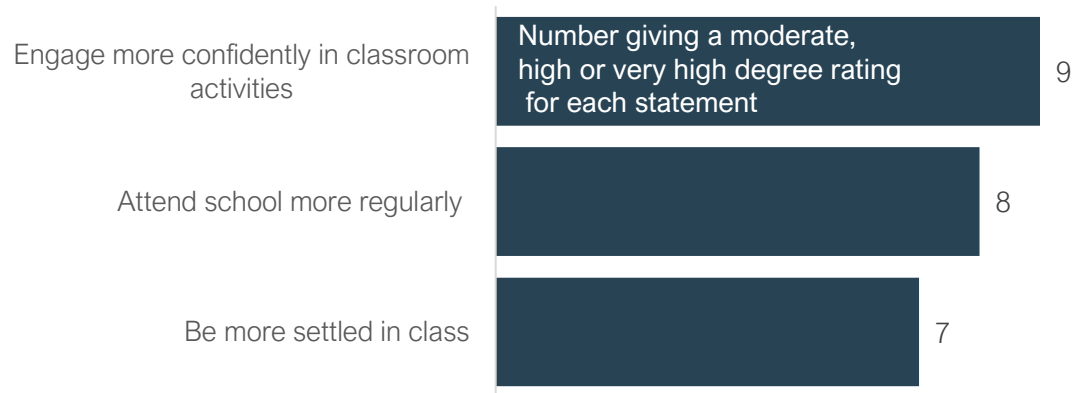 Engage more confidently in classroom
activities
Number giving a moderate,
high or very high degree rating
for each statement
9
Attend school more regularly
8
Be more settled in class
7